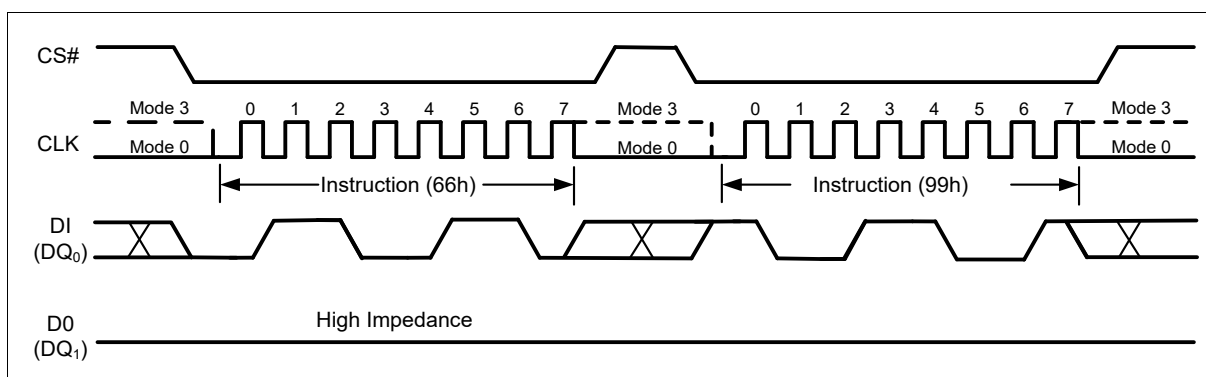 CS#
Mode 3 0 1 2 3 4 5 6 7 Mode 3 0 1 2 3 4 5 6 7 Mode 3
CLK
Mode 0 Mode 0 Mode 0
Instruction (66h) Instruction (99h)
DI
(DQ₀)
D0 High Impedance
(DQ₁)